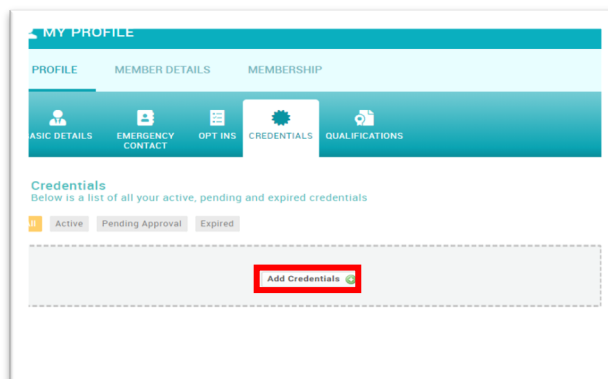 MY PROFILE
PROFILE MEMBER DETAILS MEMBERSHIP
ASIC DETAILS EMERGENCY CONTACT OPT INS CREDENTIALS QUALIFICATIONS
Credentials
Below is a list of all your active, pending and expired credentials
ll Active Pending Approval Expired
Add Credentials